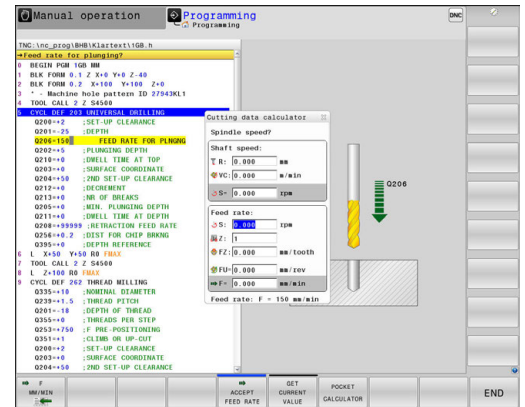 Manual operation
Programming
Programming
DNC
TNC:\nc_prog\BHB\Klartext\1GB.h
→Feed rate for plunging?
0 BEGIN PGM 1GB MM
1 BLK FORM 0.1 Z X+0 Y+0 Z-40
2 BLK FORM 0.2 X+100 Y+100 Z+0
3 * - Machine hole pattern ID 27943KL1
4 TOOL CALL 2 Z S4500
5 CYCL DEF 203 UNIVERSAL DRILLING
Q200=+2 ;SET-UP CLEARANCE
Q201=-25 ;DEPTH
Q206=150 FEED RATE FOR PLNGNG
Q202=+5 ;PLUNGING DEPTH
Q210=+0 ;DWELL TIME AT TOP
Q203=+0 ;SURFACE COORDINATE
Q204=+50 ;2ND SET-UP CLEARANCE
Q212=+0 ;DECREMENT
Q213=+0 ;NR OF BREAKS
Q205=+0 ;MIN. PLUNGING DEPTH
Q211=+0 ;DWELL TIME AT DEPTH
Q208=+99999 ;RETRACTION FEED RATE
Q256=+0.2 ;DIST FOR CHIP BRKNG
Q395=+0 ;DEPTH REFERENCE
6 L X+50 Y+50 R0 FMAX
7 TOOL CALL 2 Z S4500
8 L Z+100 R0 FMAX
9 CYCL DEF 262 THREAD MILLING
Q335=+10 ;NOMINAL DIAMETER
Q239=+1.5 ;THREAD PITCH
Q201=-18 ;DEPTH OF THREAD
Q355=+0 ;THREADS PER STEP
Q253=+750 ;F PRE-POSITIONING
Q351=+1 ;CLIMB OR UP-CUT
Q200=+2 ;SET-UP CLEARANCE
Q203=+0 ;SURFACE COORDINATE
Q204=+50 ;2ND SET-UP CLEARANCE
Cutting data calculator
Spindle speed?
Shaft speed:
R: 0.000 mm
VC: 0.000 m/min
S= 0.000 rpm
Feed rate:
S: 0.000 rpm
Z: 1
FZ: 0.000 mm/tooth
FU= 0.000 mm/rev
F= 0.000 mm/min
Feed rate: F = 150 mm/min
Q206
F
MM/MIN
ACCEPT
FEED RATE
GET
CURRENT
VALUE
POCKET
CALCULATOR
END